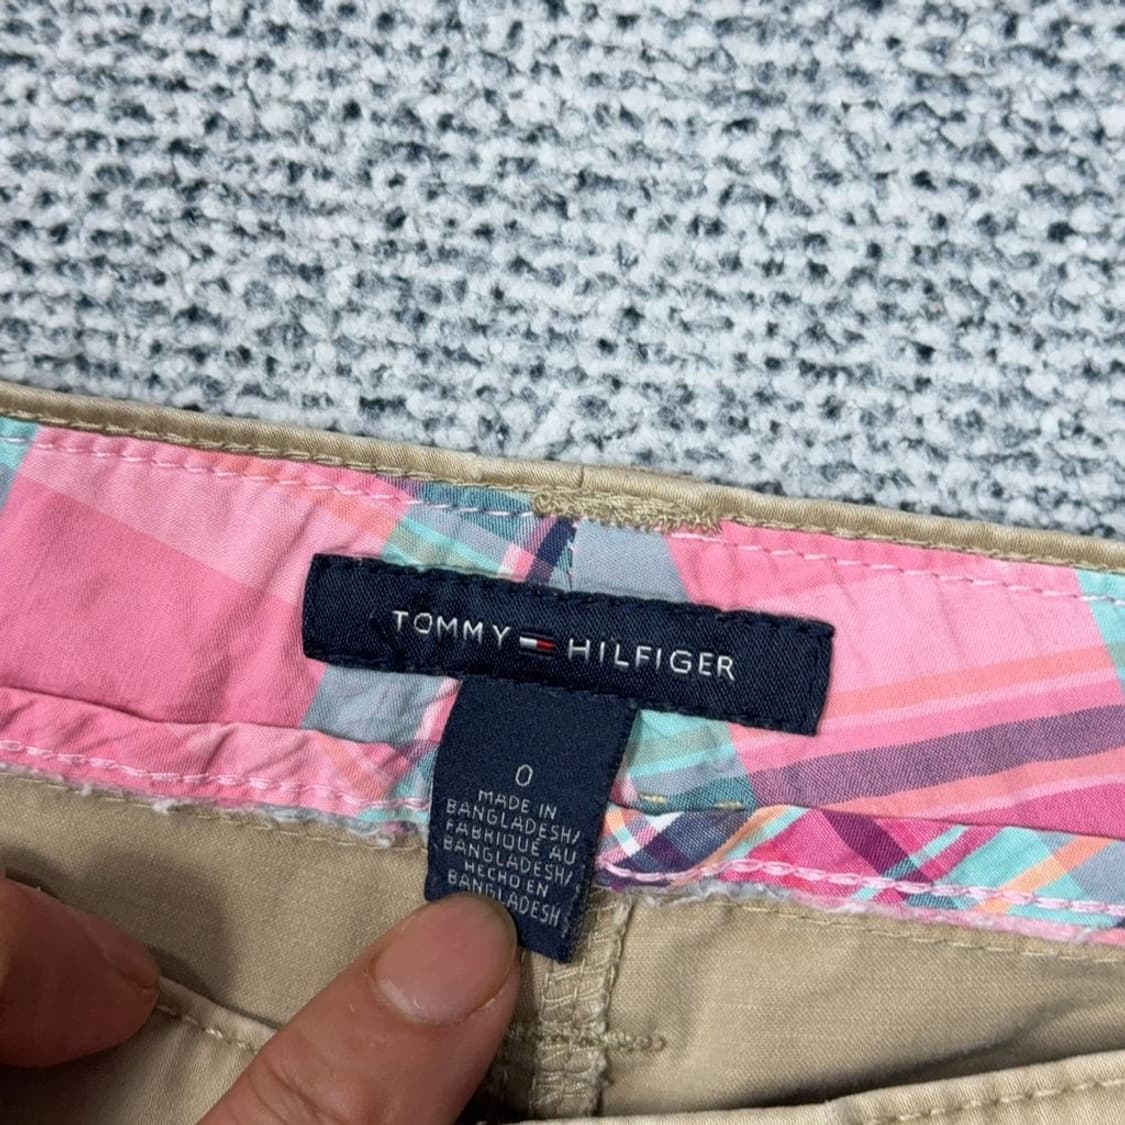 TOMMY HILFIGER
0
MADE IN
BANGLADESH/
FABRIQUÉ AU
BANGLADESH/
HECHO EN
BANGLADESH